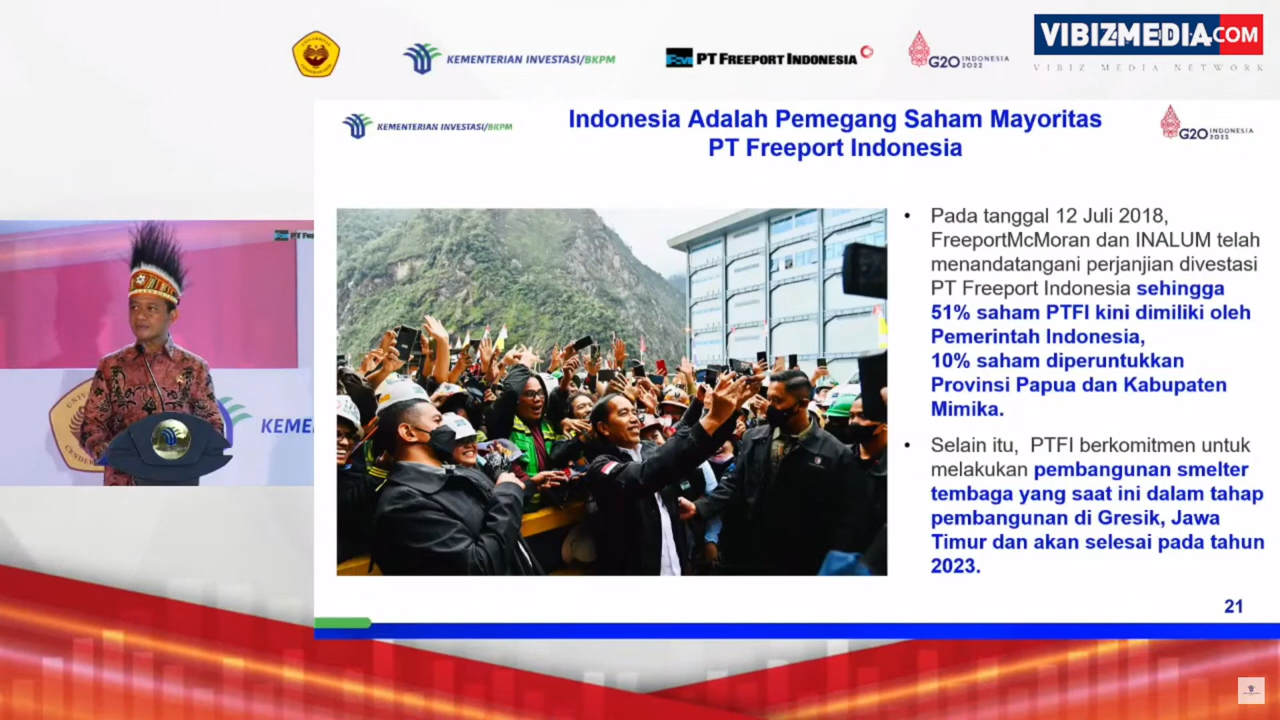 KEMENTERIAN INVESTASI/BKPM
PT FREEPORT INDONESIA
G20 INDONESIA 2022
VIBIZMEDIA.COM
VIBIZ MEDIA NETWORK
KEMENTERIAN INVESTASI/BKPM
Indonesia Adalah Pemegang Saham Mayoritas
PT Freeport Indonesia
G20 INDONESIA 2022
Pada tanggal 12 Juli 2018,
FreeportMcMoran dan INALUM telah
menandatangani perjanjian divestasi
PT Freeport Indonesia sehingga
51% saham PTFI kini dimiliki oleh
Pemerintah Indonesia,
10% saham diperuntukkan
Provinsi Papua dan Kabupaten
Mimika.
Selain itu, PTFI berkomitmen untuk
melakukan pembangunan smelter
tembaga yang saat ini dalam tahap
pembangunan di Gresik, Jawa
Timur dan akan selesai pada tahun
2023.
21
PT FR
KEME